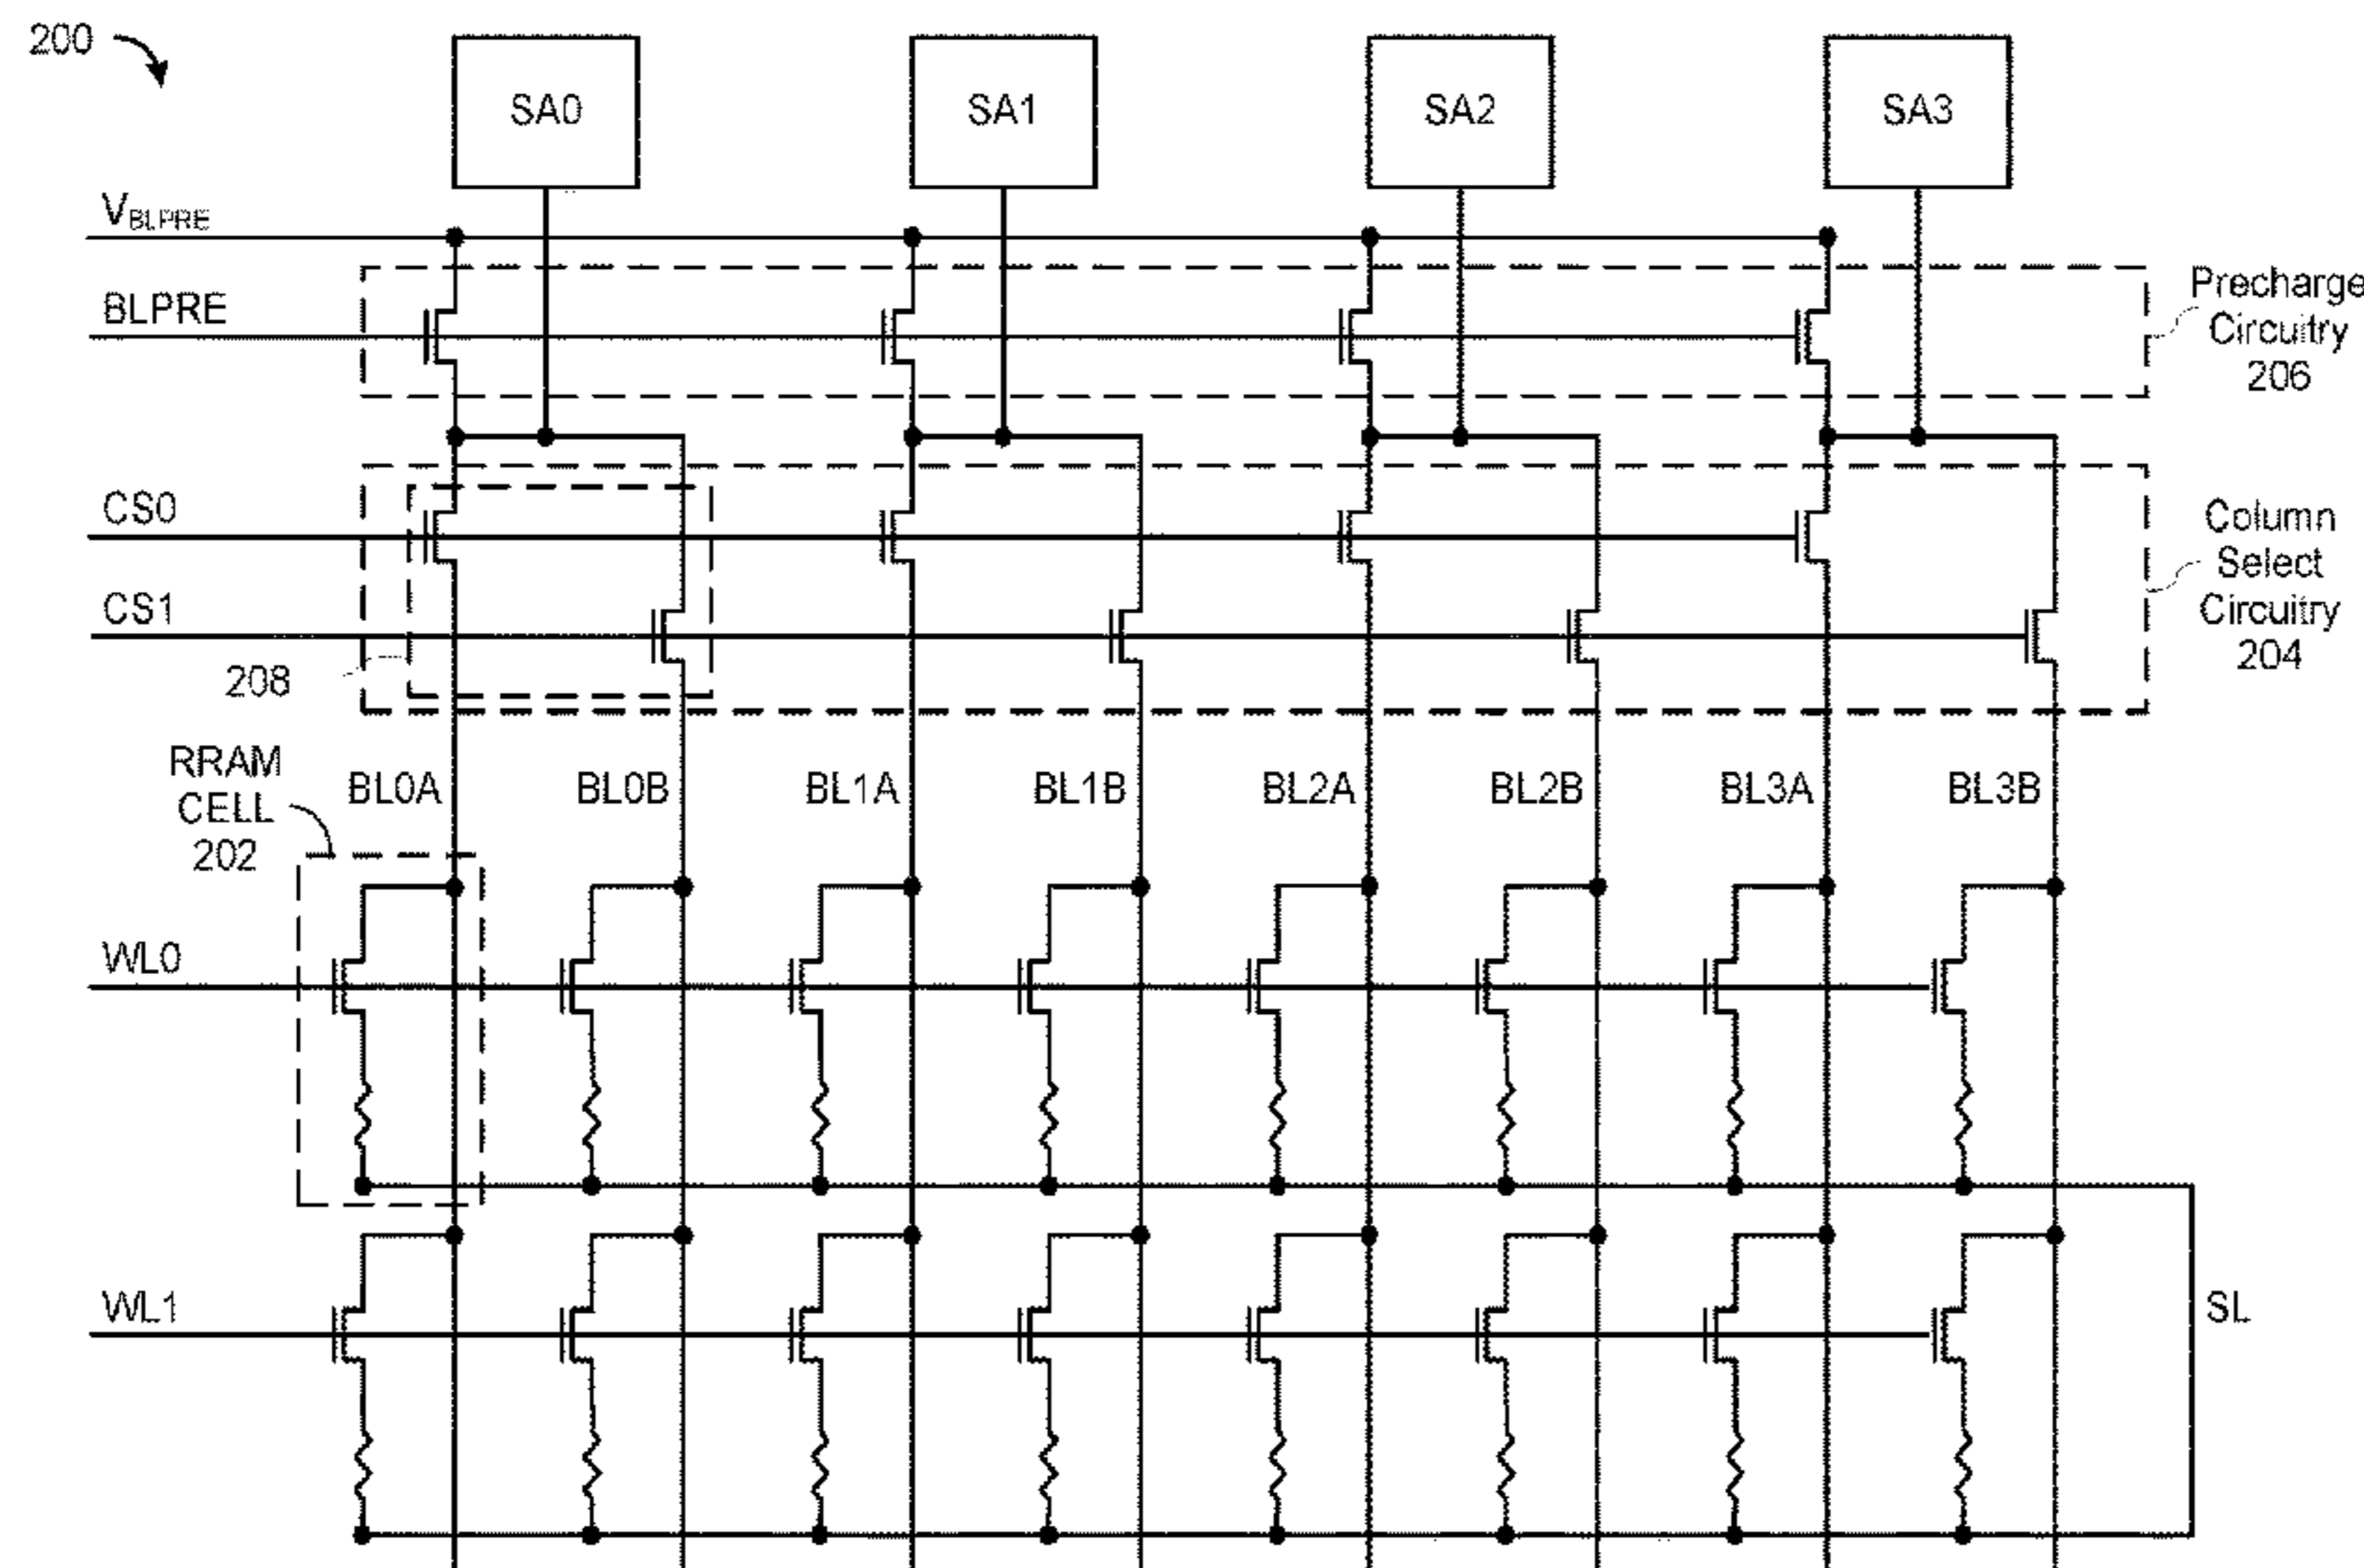 200
SA0
SA1
SA2
SA3
VBLPRE
BLPRE
Precharge
Circuitry
206
CS0
CS1
208
Column
Select
Circuitry
204
RRAM
CELL
202
BL0A
BL0B
BL1A
BL1B
BL2A
BL2B
BL3A
BL3B
WL0
WL1
SL